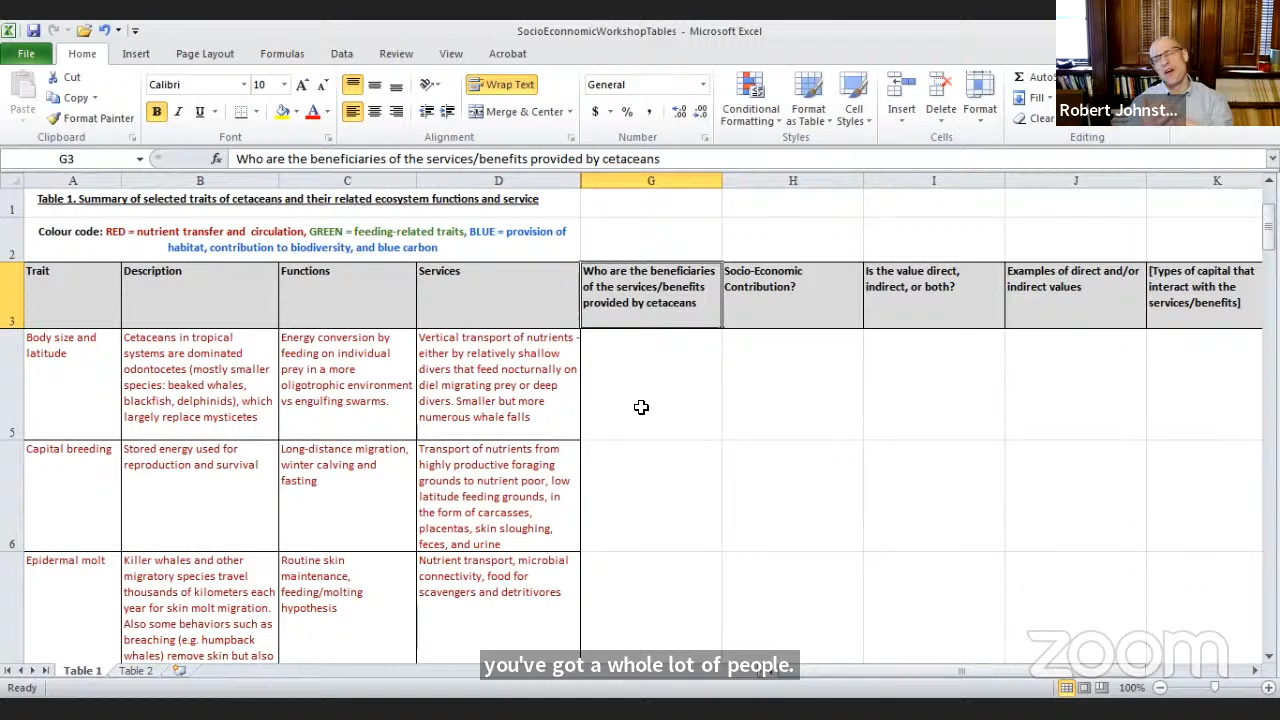 SocioEconnomicWorkshopTables - Microsoft Excel
File Home Insert Page Layout Formulas Data Review View Acrobat
Paste
Cut
Copy
Format Painter
Clipboard
Calibri 10
B I U
Font
Wrap Text
Merge & Center
Alignment
General
$ % ,
Number
Conditional
Formatting
Format
as Table
Cell
Styles
Styles
Insert Delete Format
Cells
Fill
Editing
Robert Johnst...
G3
fx
Who are the beneficiaries of the services/benefits provided by cetaceans
A B C D G H I J K
1
Table 1. Summary of selected traits of cetaceans and their related ecosystem functions and service
2
Colour code: RED = nutrient transfer and circulation, GREEN = feeding-related traits, BLUE = provision of
habitat, contribution to biodiversity, and blue carbon
3
Trait
Description
Functions
Services
Who are the beneficiaries
of the services/benefits
provided by cetaceans
Socio-Economic
Contribution?
Is the value direct,
indirect, or both?
Examples of direct and/or
indirect values
[Types of capital that
interact with the
services/benefits]
5
Body size and
latitude
Cetaceans in tropical
systems are dominated
odontocetes (mostly smaller
species: beaked whales,
blackfish, delphinids), which
largely replace mysticetes
Energy conversion by
feeding on individual
prey in a more
oligotrophic environment
vs engulfing swarms.
Vertical transport of nutrients -
either by relatively shallow
divers that feed nocturnally on
diel migrating prey or deep
divers. Smaller but more
numerous whale falls
6
Capital breeding
Stored energy used for
reproduction and survival
Long-distance migration,
winter calving and
fasting
Transport of nutrients from
highly productive foraging
grounds to nutrient poor, low
latitude feeding grounds, in
the form of carcasses,
placentas, skin sloughing,
feces, and urine
Epidermal molt
Killer whales and other
migratory species travel
thousands of kilometers each
year for skin molt migration.
Also some behaviors such as
breaching (e.g. humpback
whales) remove skin but also
Routine skin
maintenance,
feeding/molting
hypothesis
Nutrient transport, microbial
connectivity, food for
scavengers and detritivores
zoom
you've got a whole lot of people.
Table 1 Table 2
Ready
100%